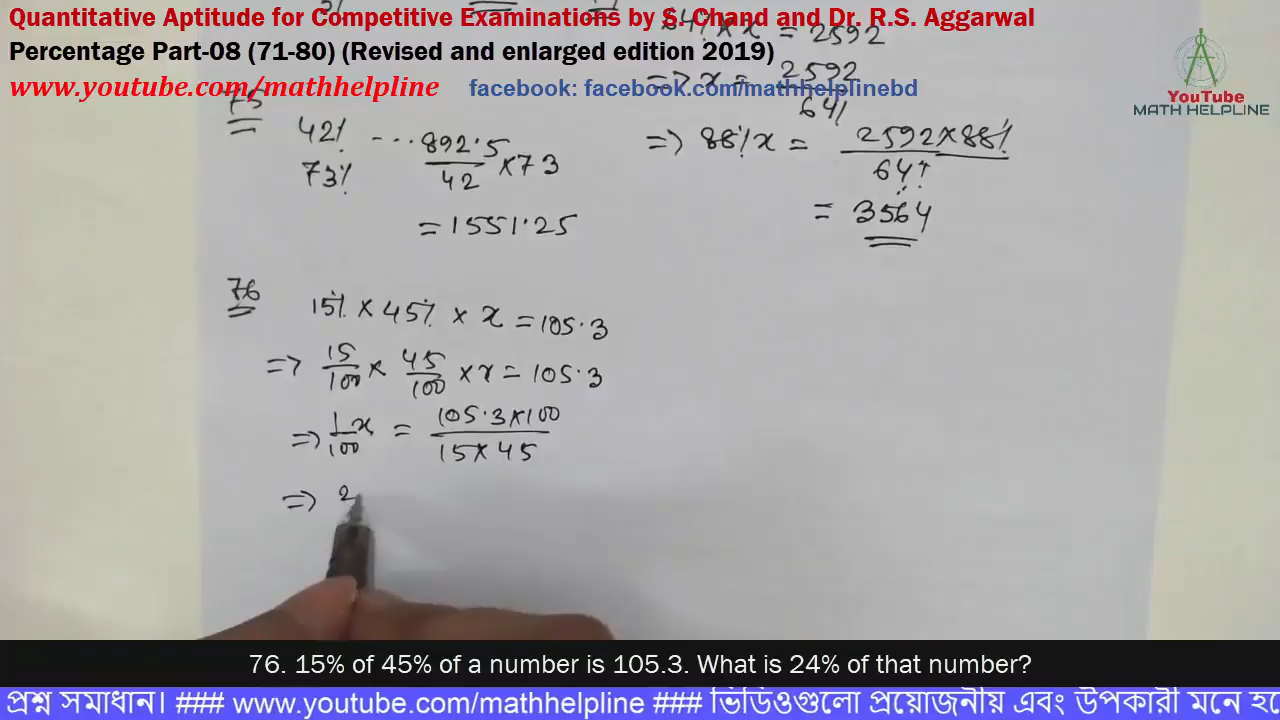 Quantitative Aptitude for Competitive Examinations by S. Chand and Dr. R.S. Aggarwal
Percentage Part-08 (71-80) (Revised and enlarged edition 2019)
www.youtube.com/mathhelpline facebook: facebook.com/mathhelplinebd
YouTube
MATH HELPLINE
75
42% ... 892.5/42 × 73
73%
= 1551.25
64% × x = 2592
=> x = 2592/64%
=> 88% x = 2592×88%/64%
= 3564
76
15% × 45% × x = 105.3
=> 15/100 × 45/100 × x = 105.3
=> 1/100 x = 105.3×100/15×45
=> 2
76. 15% of 45% of a number is 105.3. What is 24% of that number?
প্রশ্ন সমাধান। ### www.youtube.com/mathhelpline ### ভিডিওগুলো প্রয়োজনীয় এবং উপকারী মনে